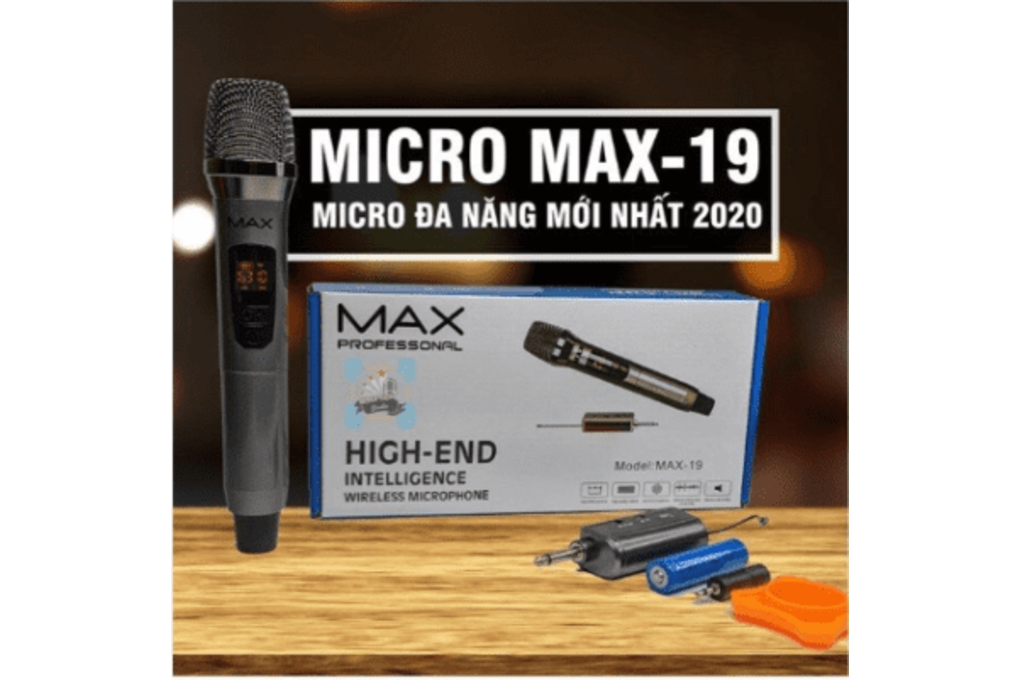 MICRO MAX-19
MICRO ĐA NĂNG MỚI NHẤT 2020
MAX
MAX
PROFESSONAL
HIGH-END
INTELLIGENCE
WIRELESS MICROPHONE
Model:MAX-19